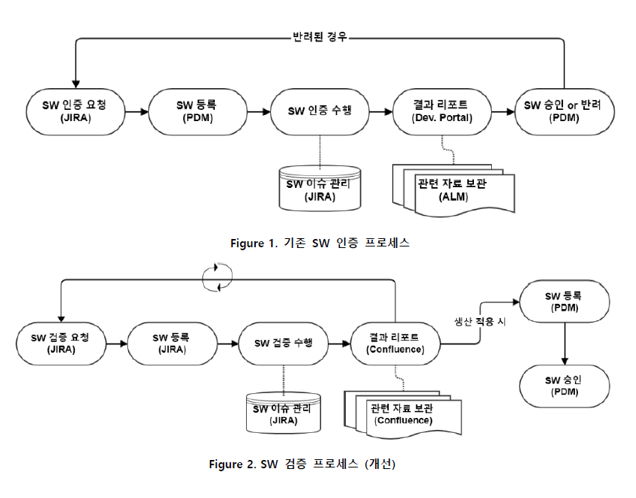 반려된 경우
SW 인증 요청
(JIRA)
SW 등록
(PDM)
SW 인증 수행
결과 리포트
(Dev. Portal)
SW 승인 or 반려
(PDM)
SW 이슈 관리
(JIRA)
관련 자료 보관
(ALM)
Figure 1. 기존 SW 인증 프로세스
SW 검증 요청
(JIRA)
SW 등록
(JIRA)
SW 검증 수행
결과 리포트
(Confluence)
생산 적용 시
SW 등록
(PDM)
SW 승인
(PDM)
SW 이슈 관리
(JIRA)
관련 자료 보관
(Confluence)
Figure 2. SW 검증 프로세스 (개선)